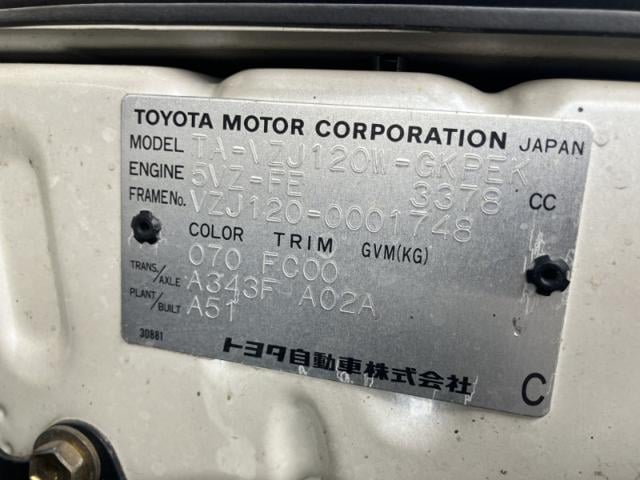 TOYOTA MOTOR CORPORATION JAPAN
MODEL TA-VZJ120W-GKPEK
ENGINE 5VZ-FE 3378 CC
FRAME No. VZJ120-0001748
COLOR TRIM GVM(KG)
070 FC00
TRANS/AXLE A343F A02A
PLANT/BUILT A51
30881
トヨタ自動車株式会社
C